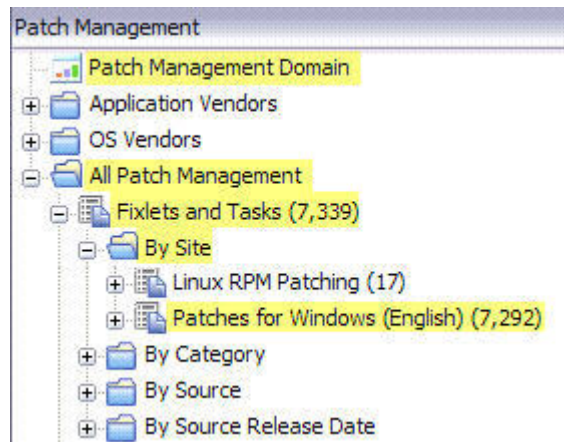 Patch Management
Patch Management Domain
Application Vendors
OS Vendors
All Patch Management
Fixlets and Tasks (7,339)
By Site
Linux RPM Patching (17)
Patches for Windows (English) (7,292)
By Category
By Source
By Source Release Date